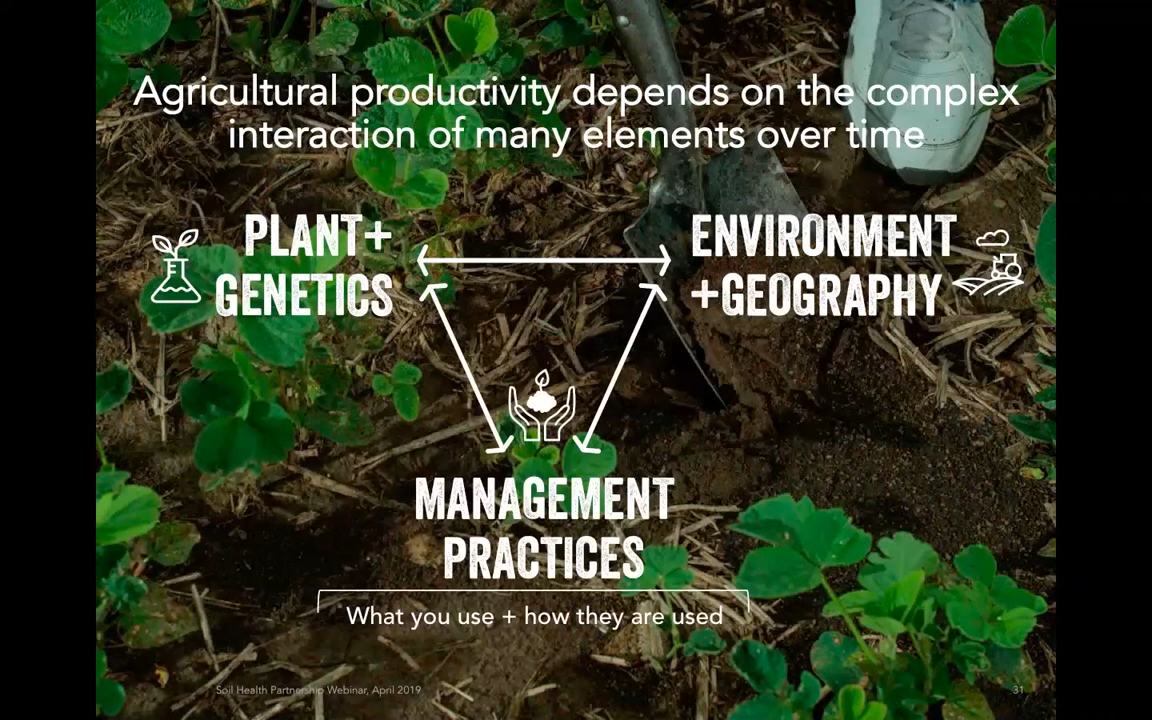 Agricultural productivity depends on the complex
interaction of many elements over time
PLANT+
GENETICS
ENVIRONMENT
+GEOGRAPHY
MANAGEMENT
PRACTICES
What you use + how they are used
Soil Health Partnership Webinar, April 2019
31